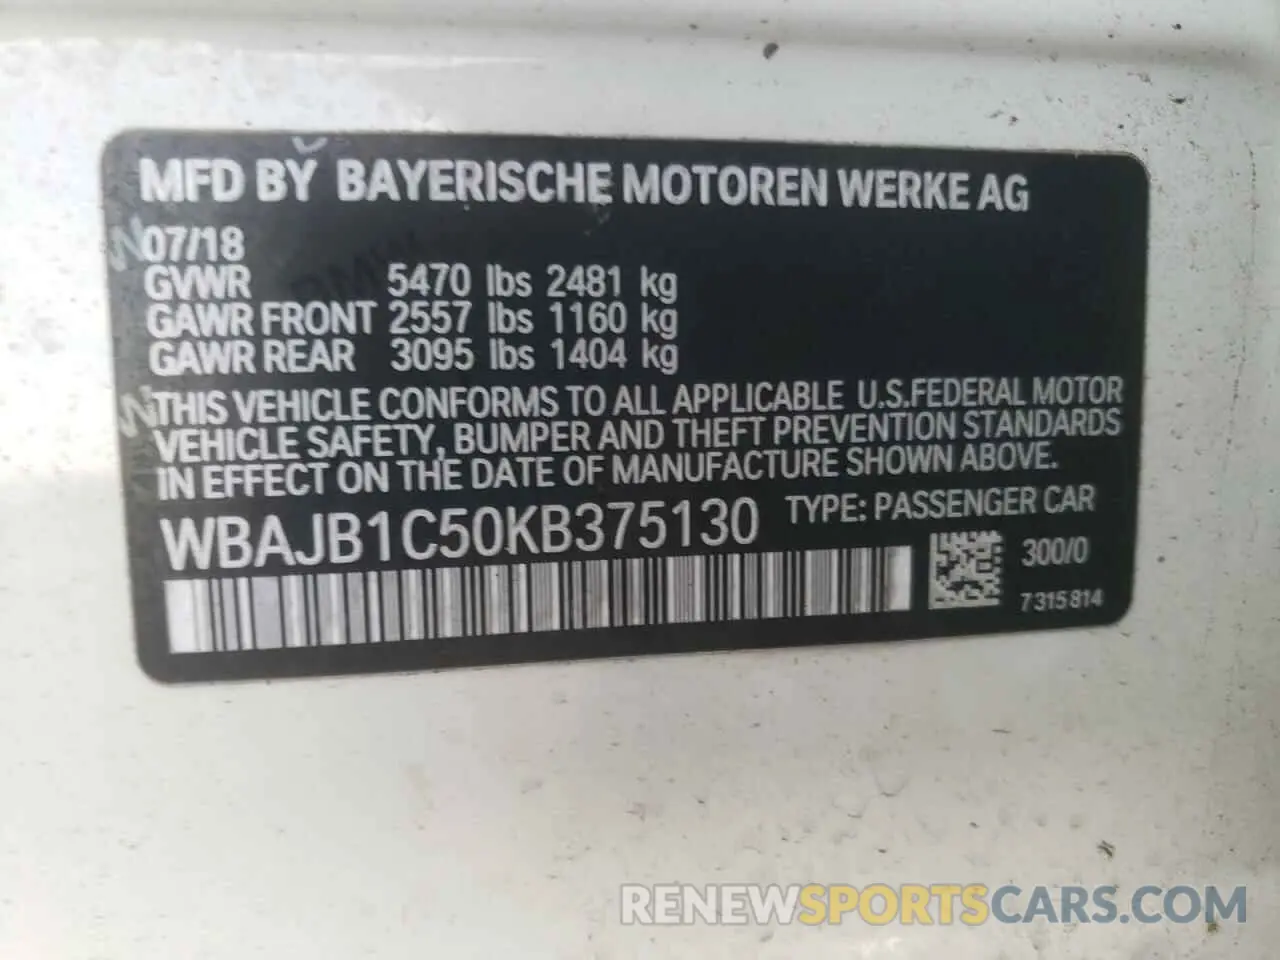 MFD BY BAYERISCHE MOTOREN WERKE AG
07/18
GVWR 5470 lbs 2481 kg
GAWR FRONT 2557 lbs 1160 kg
GAWR REAR 3095 lbs 1404 kg
THIS VEHICLE CONFORMS TO ALL APPLICABLE U.S.FEDERAL MOTOR
VEHICLE SAFETY, BUMPER AND THEFT PREVENTION STANDARDS
IN EFFECT ON THE DATE OF MANUFACTURE SHOWN ABOVE.
WBAJB1C50KB375130 TYPE: PASSENGER CAR
300/0
7315814
RENEWSPORTSCARS.COM